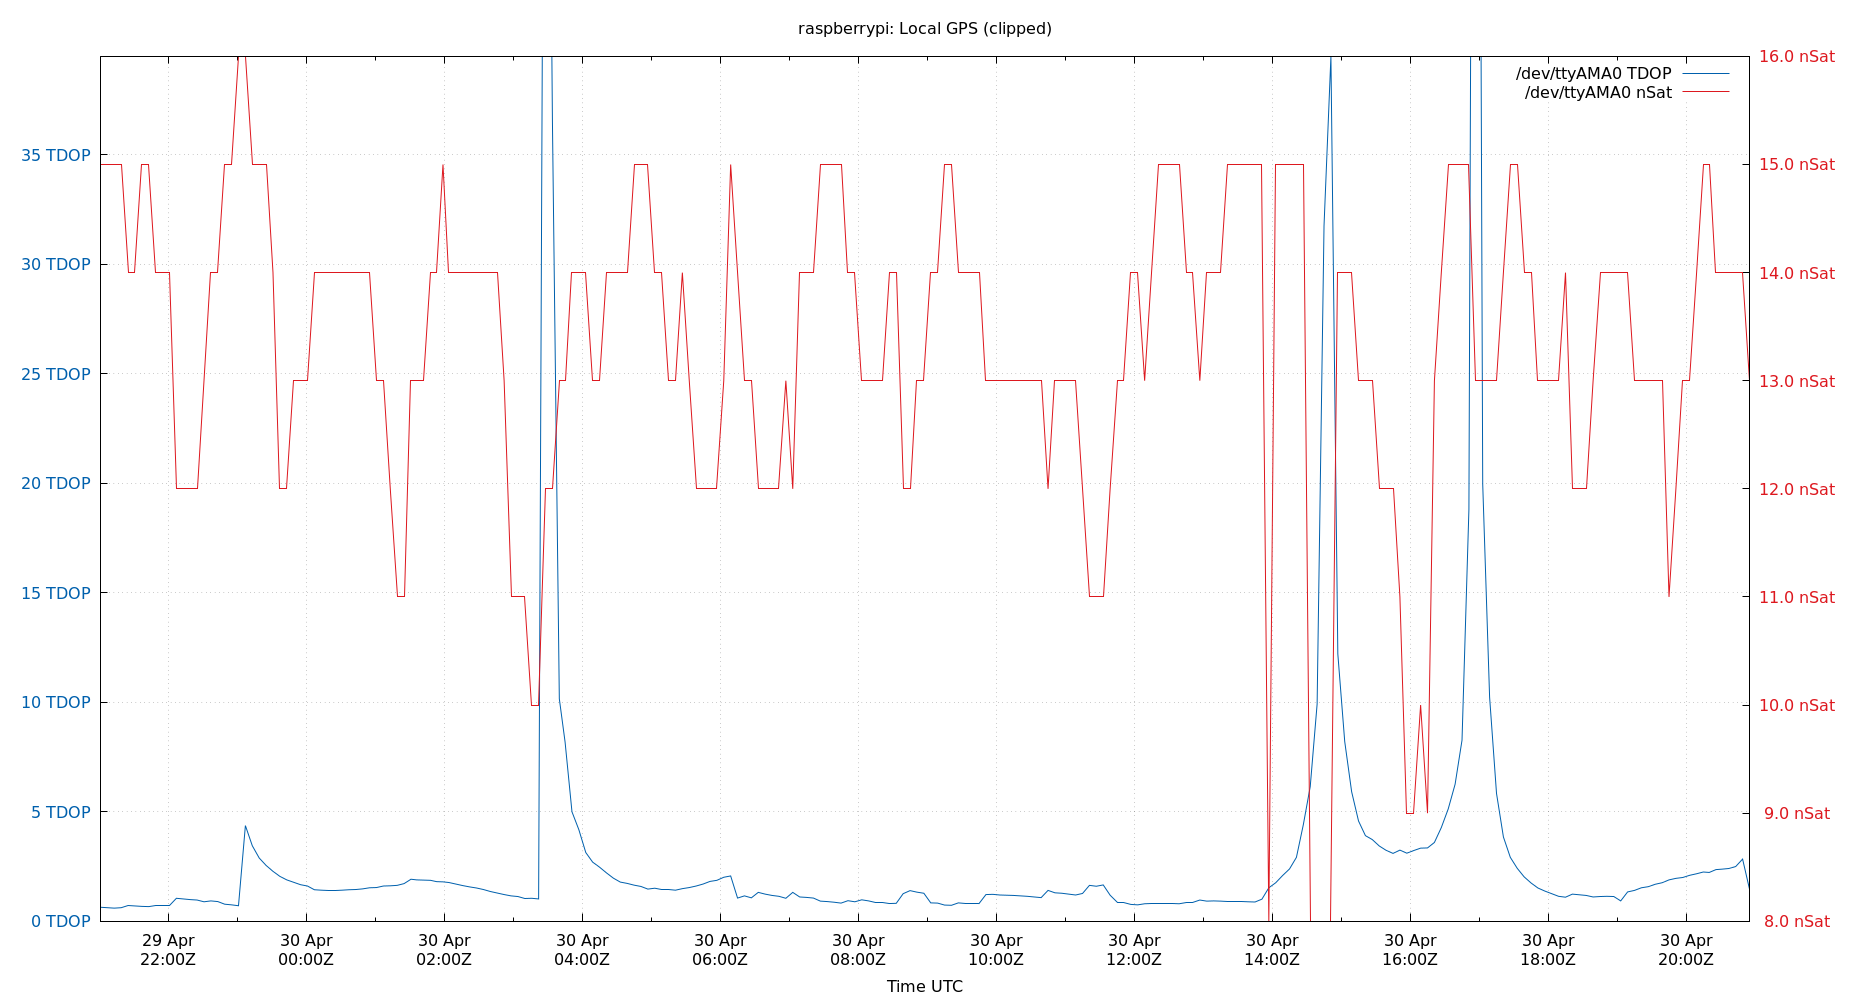 raspberrypi: Local GPS (clipped)
/dev/ttyAMA0 TDOP
/dev/ttyAMA0 nSat
35 TDOP
30 TDOP
25 TDOP
20 TDOP
15 TDOP
10 TDOP
5 TDOP
0 TDOP
16.0 nSat
15.0 nSat
14.0 nSat
13.0 nSat
12.0 nSat
11.0 nSat
10.0 nSat
9.0 nSat
8.0 nSat
29 Apr 30 Apr 30 Apr 30 Apr 30 Apr 30 Apr 30 Apr 30 Apr 30 Apr 30 Apr 30 Apr 30 Apr
22:00Z 00:00Z 02:00Z 04:00Z 06:00Z 08:00Z 10:00Z 12:00Z 14:00Z 16:00Z 18:00Z 20:00Z
Time UTC